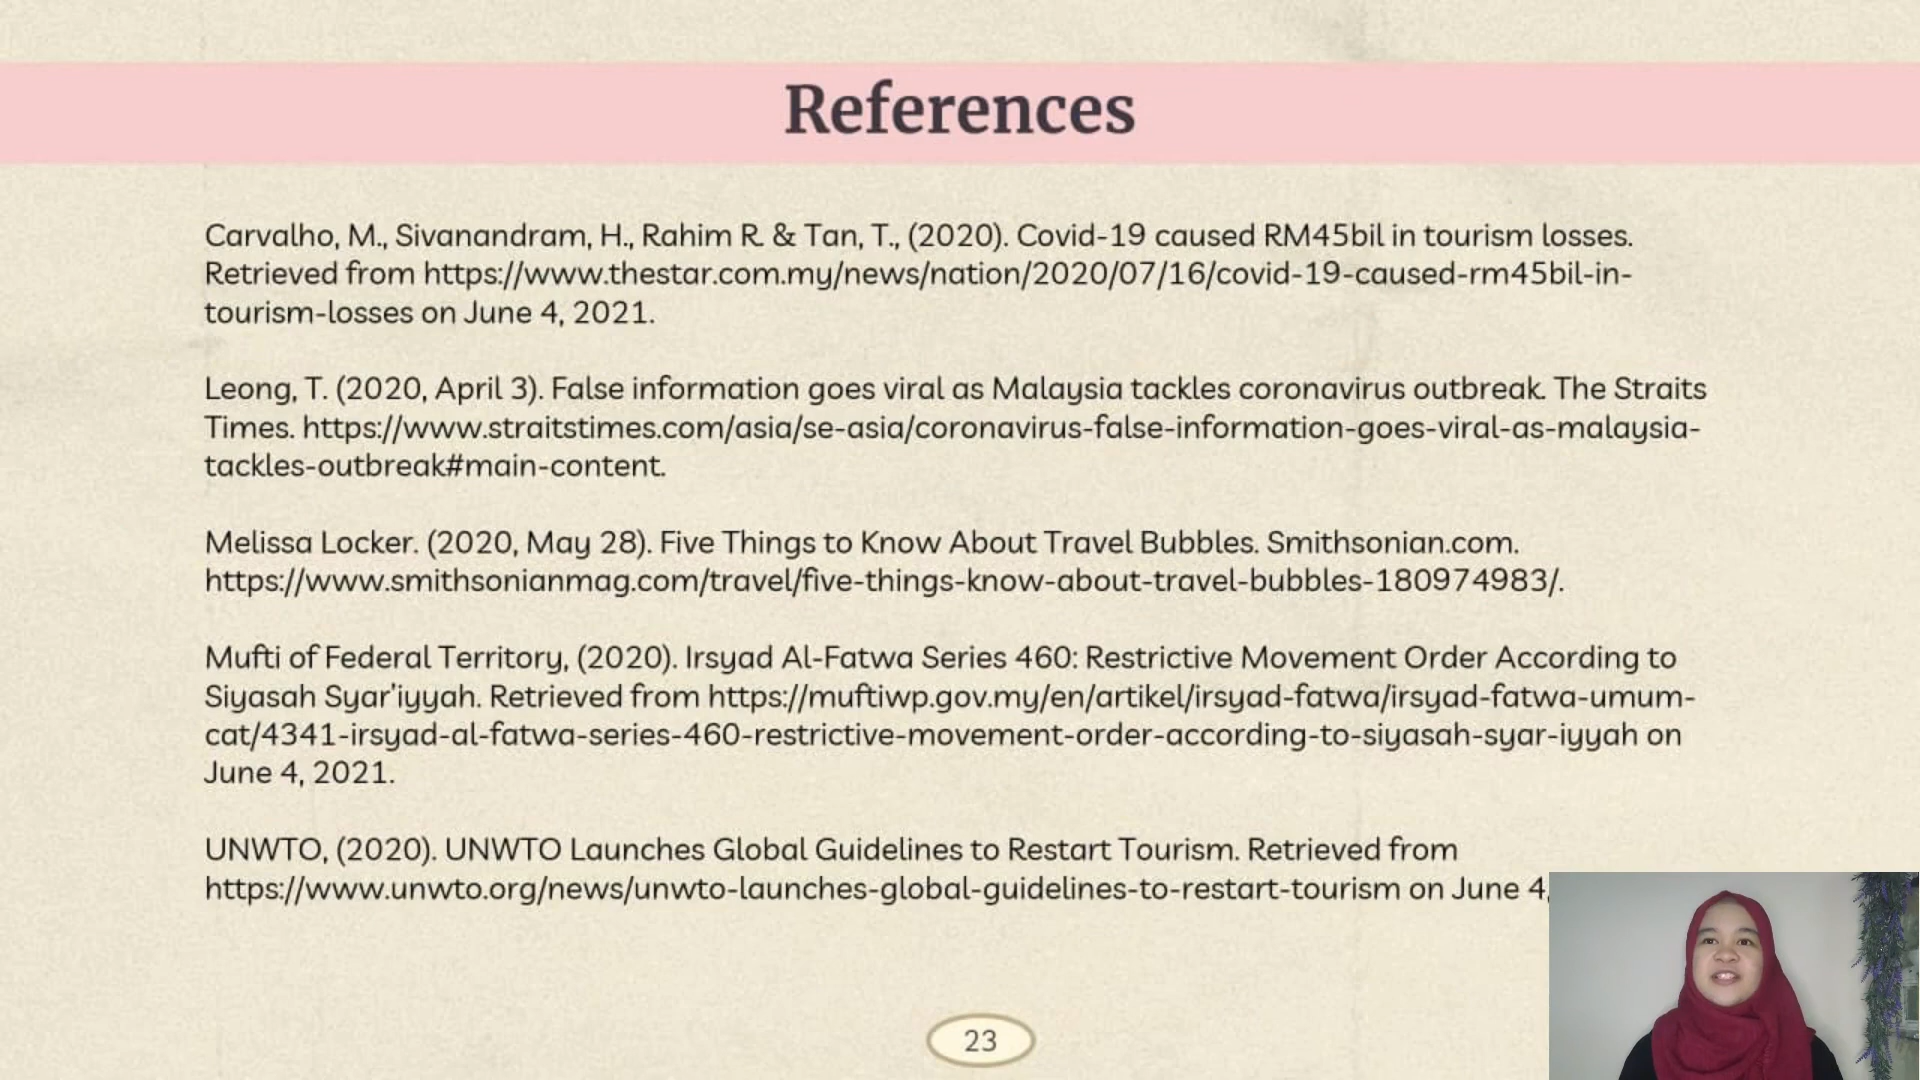 References
Carvalho, M., Sivanandram, H., Rahim R. & Tan, T., (2020). Covid-19 caused RM45bil in tourism losses.
Retrieved from https://www.thestar.com.my/news/nation/2020/07/16/covid-19-caused-rm45bil-in-
tourism-losses on June 4, 2021.
Leong, T. (2020, April 3). False information goes viral as Malaysia tackles coronavirus outbreak. The Straits
Times. https://www.straitstimes.com/asia/se-asia/coronavirus-false-information-goes-viral-as-malaysia-
tackles-outbreak#main-content.
Melissa Locker. (2020, May 28). Five Things to Know About Travel Bubbles. Smithsonian.com.
https://www.smithsonianmag.com/travel/five-things-know-about-travel-bubbles-180974983/.
Mufti of Federal Territory, (2020). Irsyad Al-Fatwa Series 460: Restrictive Movement Order According to
Siyasah Syar'iyyah. Retrieved from https://muftiwp.gov.my/en/artikel/irsyad-fatwa/irsyad-fatwa-umum-
cat/4341-irsyad-al-fatwa-series-460-restrictive-movement-order-according-to-siyasah-syar-iyyah on
June 4, 2021.
UNWTO, (2020). UNWTO Launches Global Guidelines to Restart Tourism. Retrieved from
https://www.unwto.org/news/unwto-launches-global-guidelines-to-restart-tourism on June 4,
23